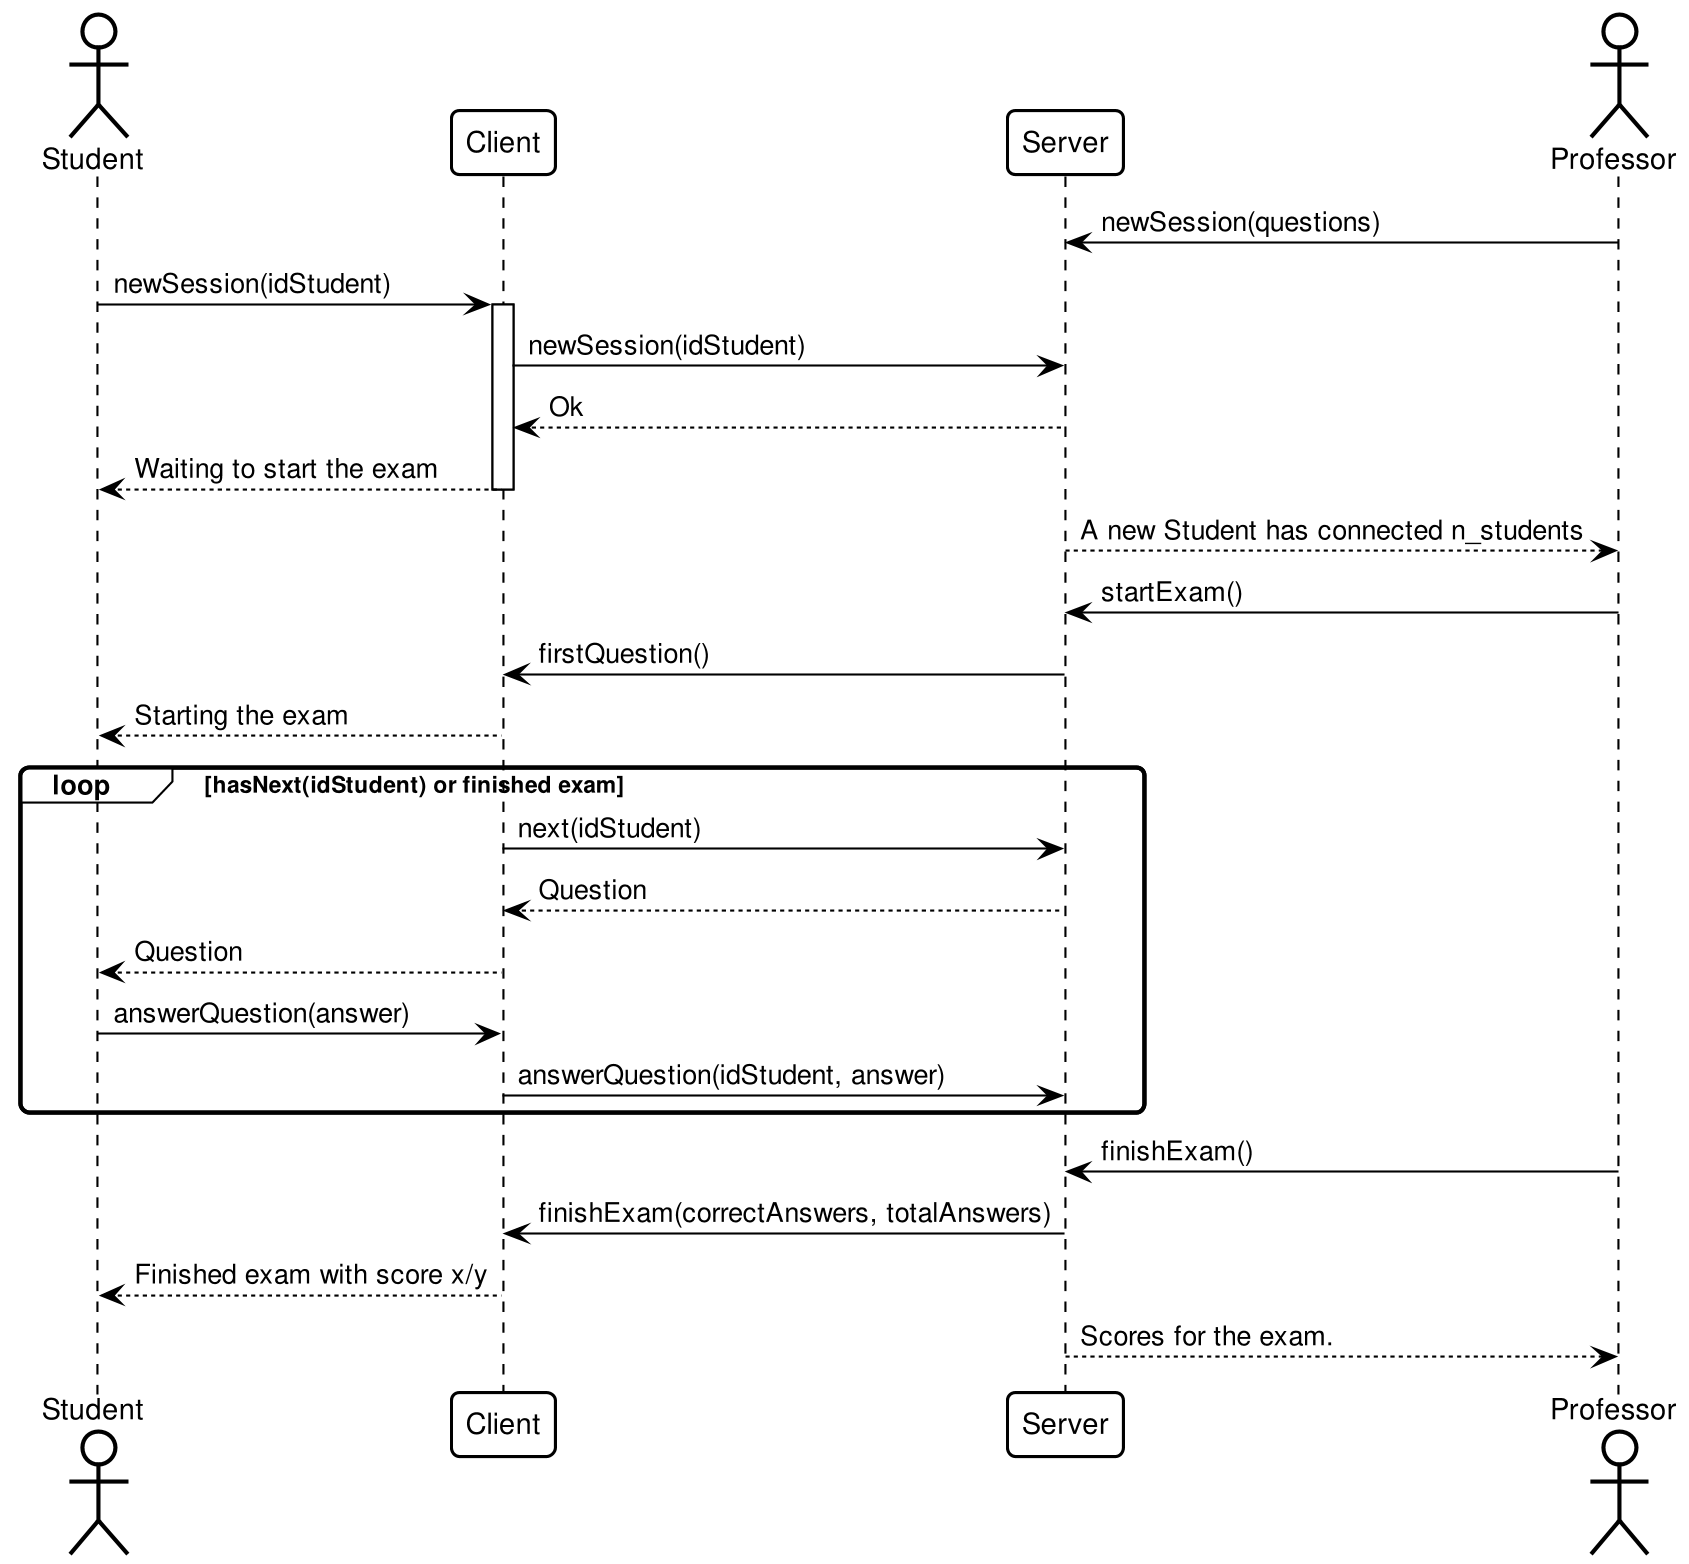 Student
Client
Server
Professor
newSession(questions)
newSession(idStudent)
newSession(idStudent)
Ok
Waiting to start the exam
A new Student has connected n_students
startExam()
firstQuestion()
Starting the exam
loop [hasNext(idStudent) or finished exam]
next(idStudent)
Question
Question
answerQuestion(answer)
answerQuestion(idStudent, answer)
finishExam()
finishExam(correctAnswers, totalAnswers)
Finished exam with score x/y
Scores for the exam.
Student
Client
Server
Professor